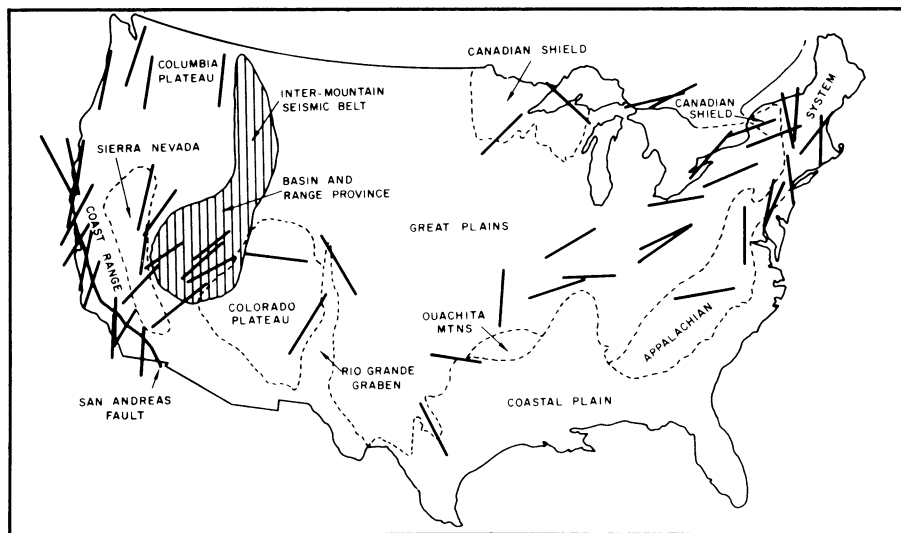 COLUMBIA
PLATEAU
CANADIAN SHIELD
INTER-MOUNTAIN
SEISMIC BELT
CANADIAN
SHIELD
SYSTEM
SIERRA NEVADA
BASIN AND
RANGE PROVINCE
COAST RANGE
GREAT PLAINS
COLORADO
PLATEAU
OUACHITA
MTNS
APPALACHIAN
RIO GRANDE
GRABEN
SAN ANDREAS
FAULT
COASTAL PLAIN